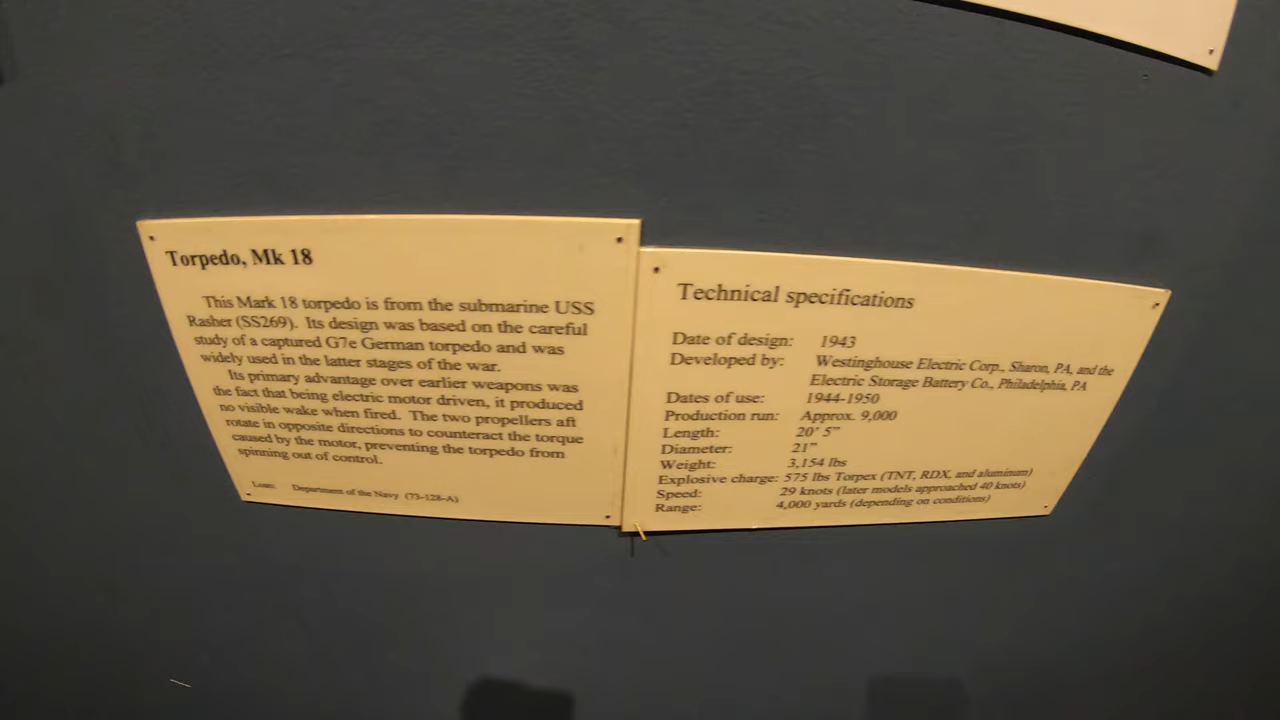 Torpedo, Mk 18
This Mark 18 torpedo is from the submarine USS
Rasher (SS269). Its design was based on the careful
study of a captured G7e German torpedo and was
widely used in the latter stages of the war.
Its primary advantage over earlier weapons was
the fact that being electric motor driven, it produced
no visible wake when fired. The two propellers aft
rotate in opposite directions to counteract the torque
caused by the motor, preventing the torpedo from
spinning out of control.
Loan: Department of the Navy (73-128-A)
Technical specifications
Date of design: 1943
Developed by: Westinghouse Electric Corp., Sharon, PA, and the
Electric Storage Battery Co., Philadelphia, PA
Dates of use: 1944-1950
Production run: Approx. 9,000
Length: 20' 5"
Diameter: 21"
Weight: 3,154 lbs
Explosive charge: 575 lbs Torpex (TNT, RDX, and aluminum)
Speed: 29 knots (later models approached 40 knots)
Range: 4,000 yards (depending on conditions)